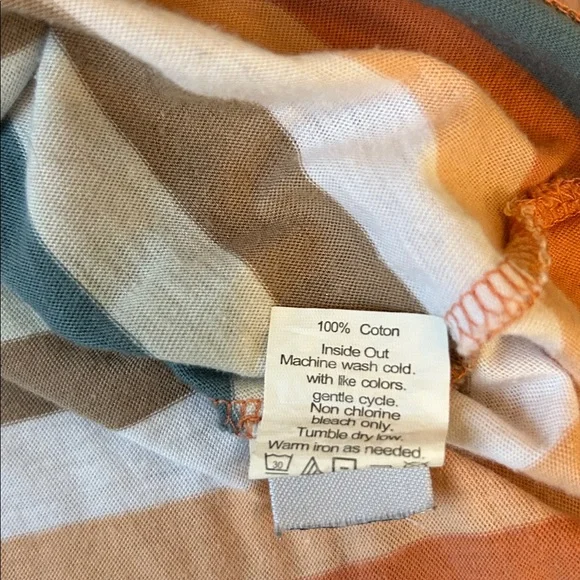 100% Coton
Inside Out
Machine wash cold.
with like colors.
gentle cycle.
Non chlorine
bleach only.
Tumble dry low.
Warm iron as needed.
30